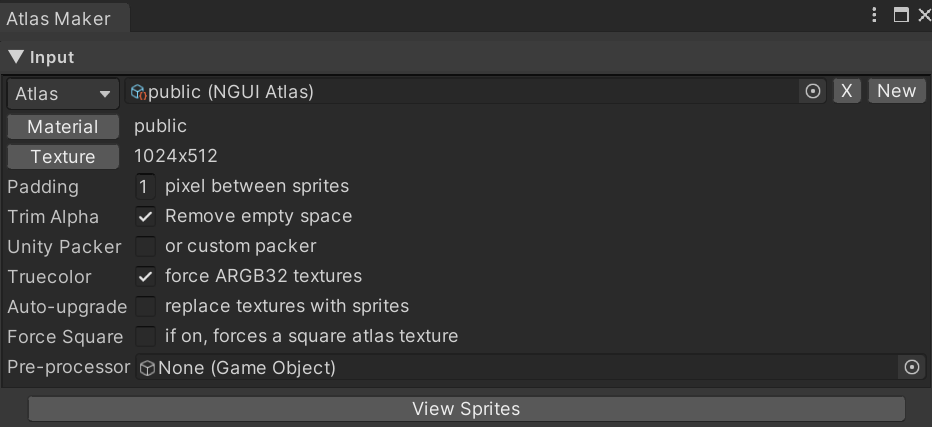 Atlas Maker
Input
Atlas public (NGUI Atlas) X New
Material public
Texture 1024x512
Padding 1 pixel between sprites
Trim Alpha Remove empty space
Unity Packer or custom packer
Truecolor force ARGB32 textures
Auto-upgrade replace textures with sprites
Force Square if on, forces a square atlas texture
Pre-processor None (Game Object)
View Sprites